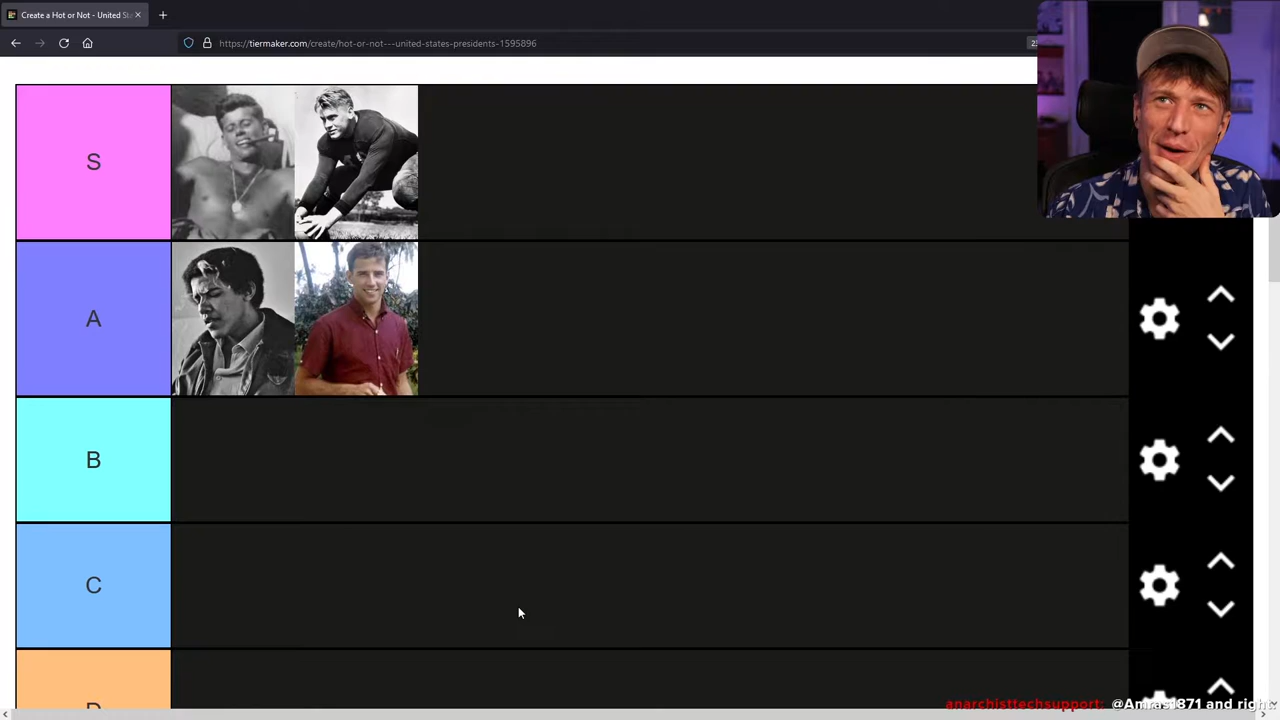 Create a Hot or Not - United St
https://tiermaker.com/create/hot-or-not---united-states-presidents-1595896
S
A
B
C
D
anarchisttechsupport: @Amras1871 and right